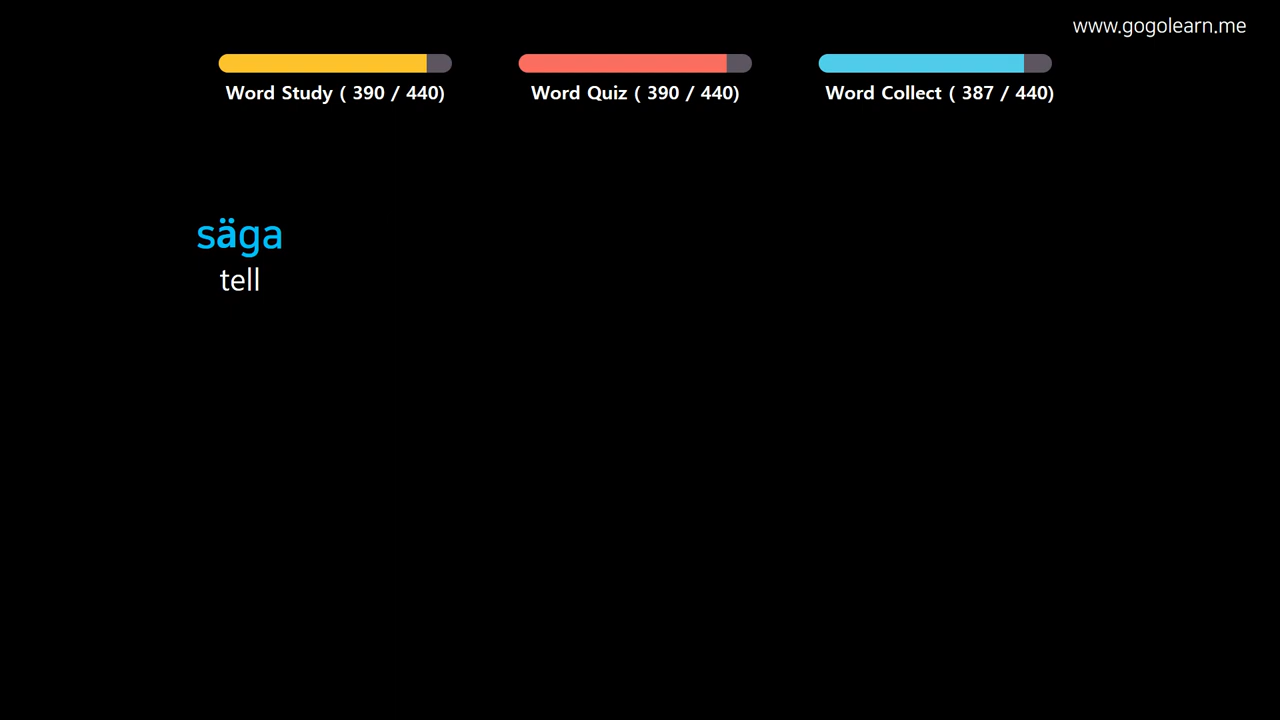 www.gogolearn.me
Word Study ( 390 / 440)
Word Quiz ( 390 / 440)
Word Collect ( 387 / 440)
säga
tell